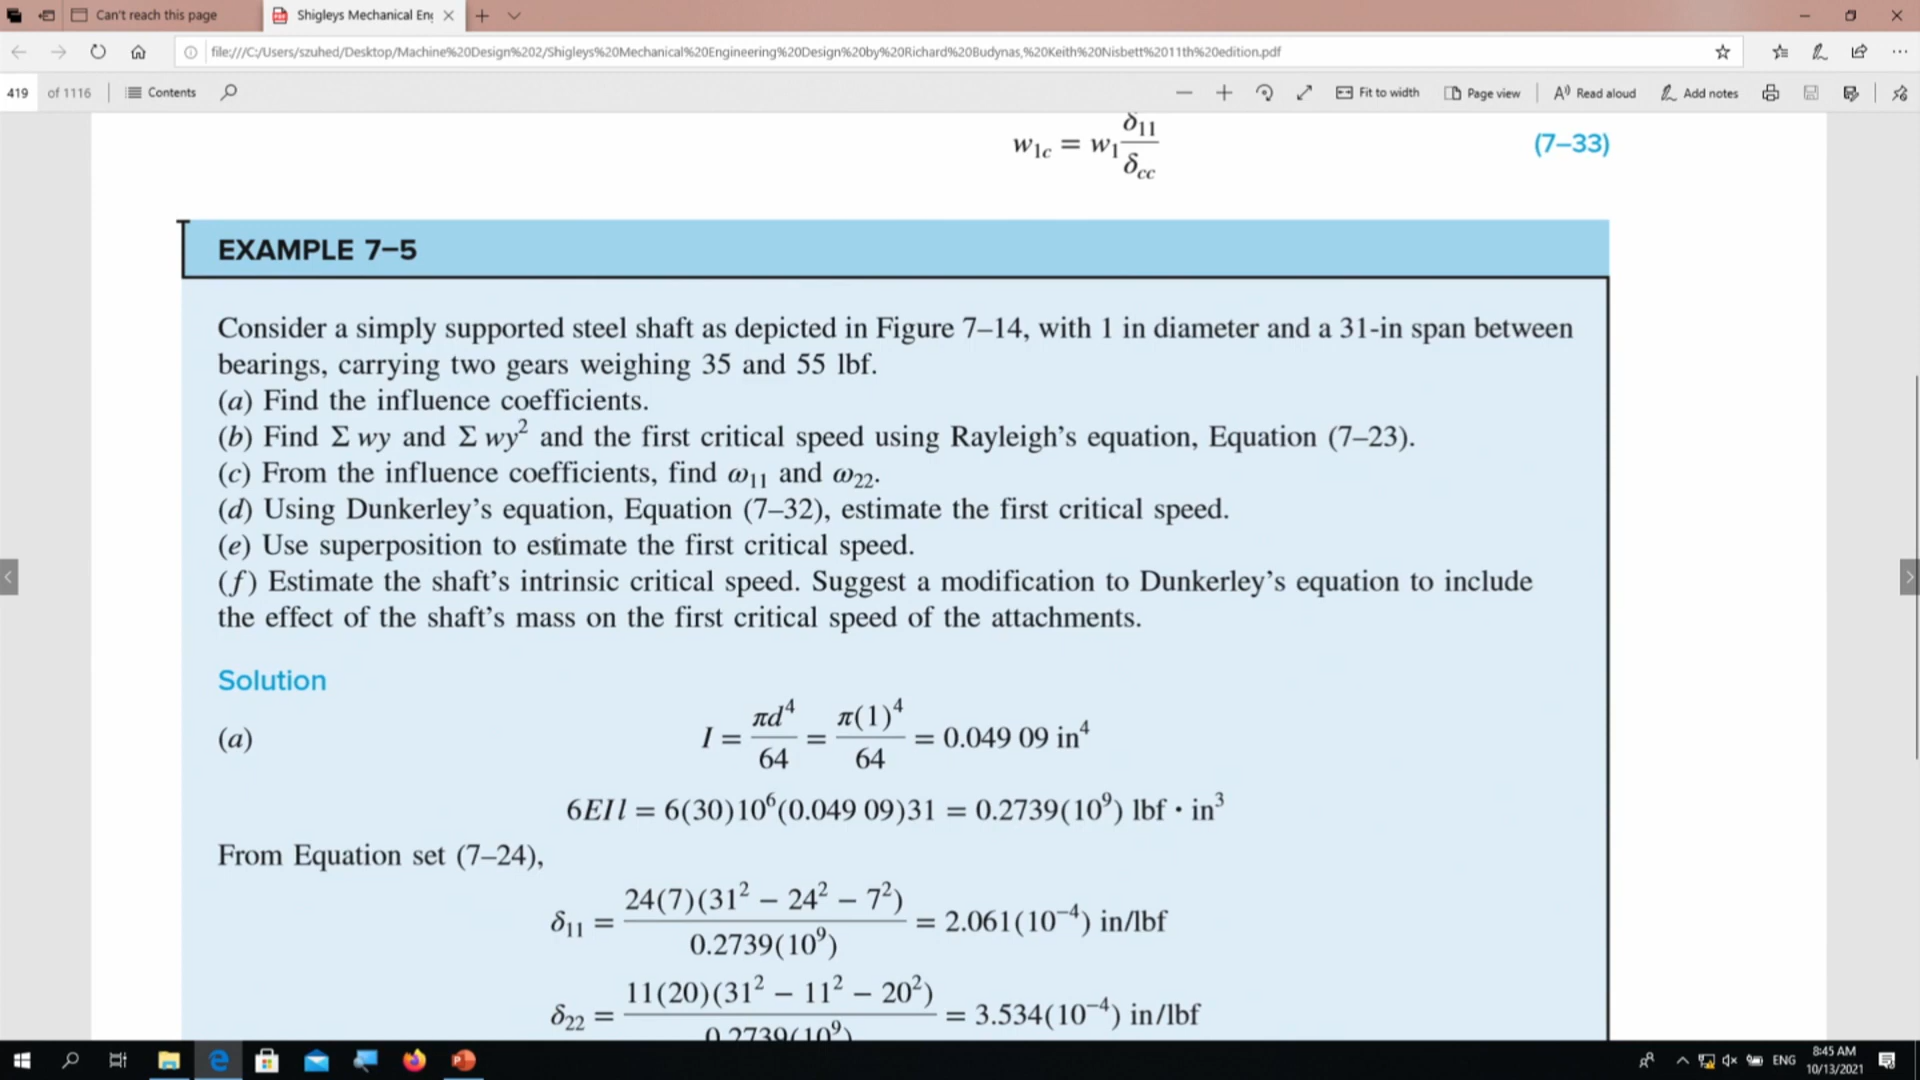 Can't reach this page
Shigleys Mechanical Eng
file:///C:/Users/szuhed/Desktop/Machine%20Design%202/Shigleys%20Mechanical%20Engineering%20Design%20by%20Richard%20Budynas,%20Keith%20Nisbett%2011th%20edition.pdf
419 of 1116 Contents Fit to width Page view Read aloud Add notes
w1c = w1 δ11/δcc (7–33)
EXAMPLE 7–5
Consider a simply supported steel shaft as depicted in Figure 7–14, with 1 in diameter and a 31-in span between
bearings, carrying two gears weighing 35 and 55 lbf.
(a) Find the influence coefficients.
(b) Find Σ wy and Σ wy² and the first critical speed using Rayleigh's equation, Equation (7–23).
(c) From the influence coefficients, find ω11 and ω22.
(d) Using Dunkerley's equation, Equation (7–32), estimate the first critical speed.
(e) Use superposition to estimate the first critical speed.
(f) Estimate the shaft's intrinsic critical speed. Suggest a modification to Dunkerley's equation to include
the effect of the shaft's mass on the first critical speed of the attachments.
Solution
(a) I = πd⁴/64 = π(1)⁴/64 = 0.049 09 in⁴
6EIl = 6(30)10⁶(0.049 09)31 = 0.2739(10⁹) lbf · in³
From Equation set (7–24),
δ11 = 24(7)(31² − 24² − 7²)/0.2739(10⁹) = 2.061(10⁻⁴) in/lbf
δ22 = 11(20)(31² − 11² − 20²)/0.2739(10⁹) = 3.534(10⁻⁴) in/lbf
ENG
8:45 AM
10/13/2021